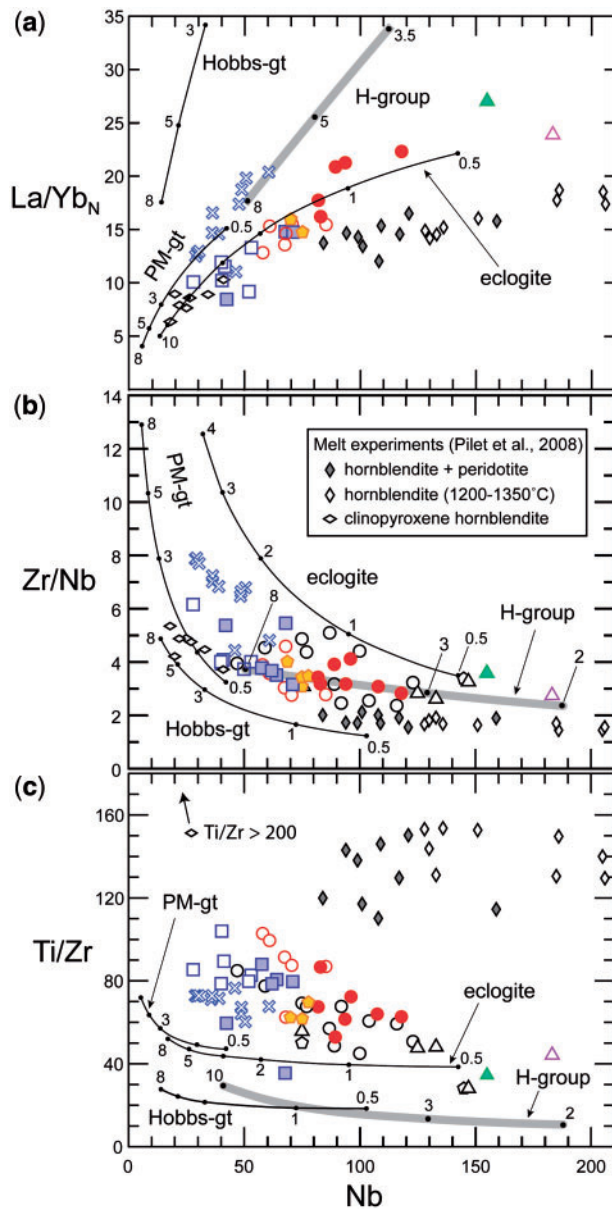 (a)
35
30
25
20
15
10
5
La/YbN
3
5
8
Hobbs-gt
3.5
5
8
H-group
0.5
1
10
eclogite
PM-gt
0.5
3
5
8
(b)
14
12
10
8
6
4
2
0
Zr/Nb
8
5
3
0.5
PM-gt
4
3
2
1
0.5
eclogite
Melt experiments (Pilet et al., 2008)
hornblendite + peridotite
hornblendite (1200-1350°C)
clinopyroxene hornblendite
8
3
2
H-group
8
5
3
1
0.5
Hobbs-gt
(c)
160
120
80
40
0
Ti/Zr
Ti/Zr > 200
PM-gt
3
0.5
8
5
2
1
0.5
eclogite
8
1
0.5
Hobbs-gt
10
3
2
H-group
0
50
100
150
200
Nb